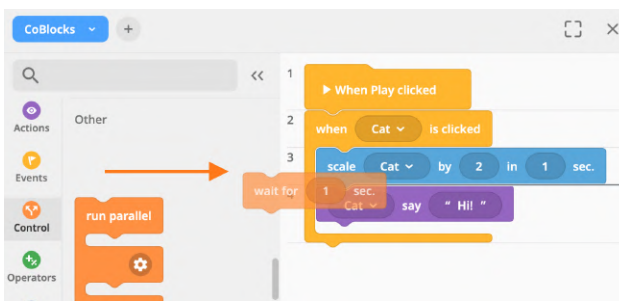 CoBlocks
+
Actions
Events
Control
Operators
Other
run parallel
1
2
3
When Play clicked
when Cat is clicked
scale Cat by 2 in 1 sec.
wait for 1 sec.
Cat say “ Hi! ”